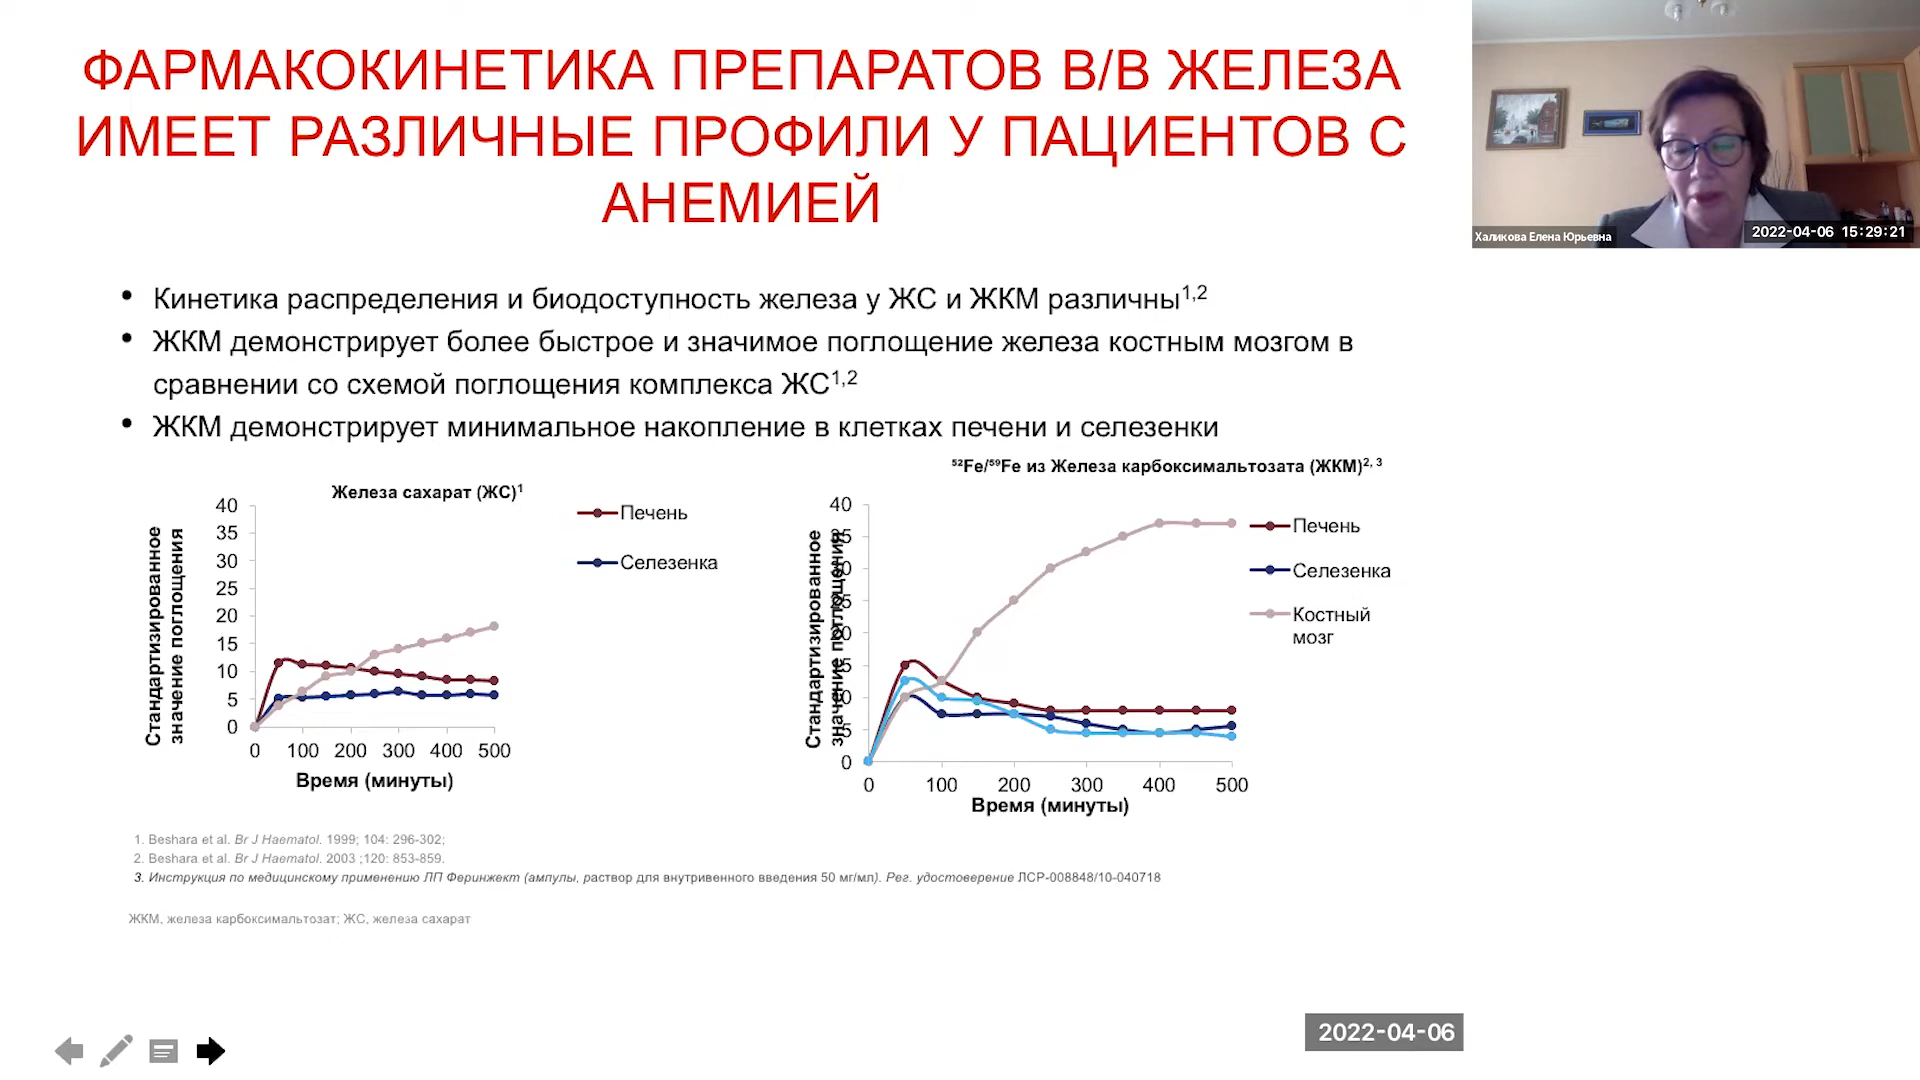 ФАРМАКОКИНЕТИКА ПРЕПАРАТОВ В/В ЖЕЛЕЗА
ИМЕЕТ РАЗЛИЧНЫЕ ПРОФИЛИ У ПАЦИЕНТОВ С
АНЕМИЕЙ
Халикова Елена Юрьевна
2022-04-06 15:29:21
• Кинетика распределения и биодоступность железа у ЖС и ЖКМ различны1,2
• ЖКМ демонстрирует более быстрое и значимое поглощение железа костным мозгом в
сравнении со схемой поглощения комплекса ЖС1,2
• ЖКМ демонстрирует минимальное накопление в клетках печени и селезенки
Железа сахарат (ЖС)1
Стандартизированное
значение поглощения
40
35
30
25
20
15
10
5
0
0 100 200 300 400 500
Время (минуты)
Печень
Селезенка
52Fe/59Fe из Железа карбоксимальтозата (ЖКМ)2, 3
Стандартизированное
значение поглощения
40
35
30
25
20
15
10
5
0
0 100 200 300 400 500
Время (минуты)
Печень
Селезенка
Костный
мозг
1. Beshara et al. Br J Haematol. 1999; 104: 296-302;
2. Beshara et al. Br J Haematol. 2003 ;120: 853-859.
3. Инструкция по медицинскому применению ЛП Феринжект (ампулы, раствор для внутривенного введения 50 мг/мл). Рег. удостоверение ЛСР-008848/10-040718
ЖКМ, железа карбоксимальтозат; ЖС, железа сахарат
2022-04-06